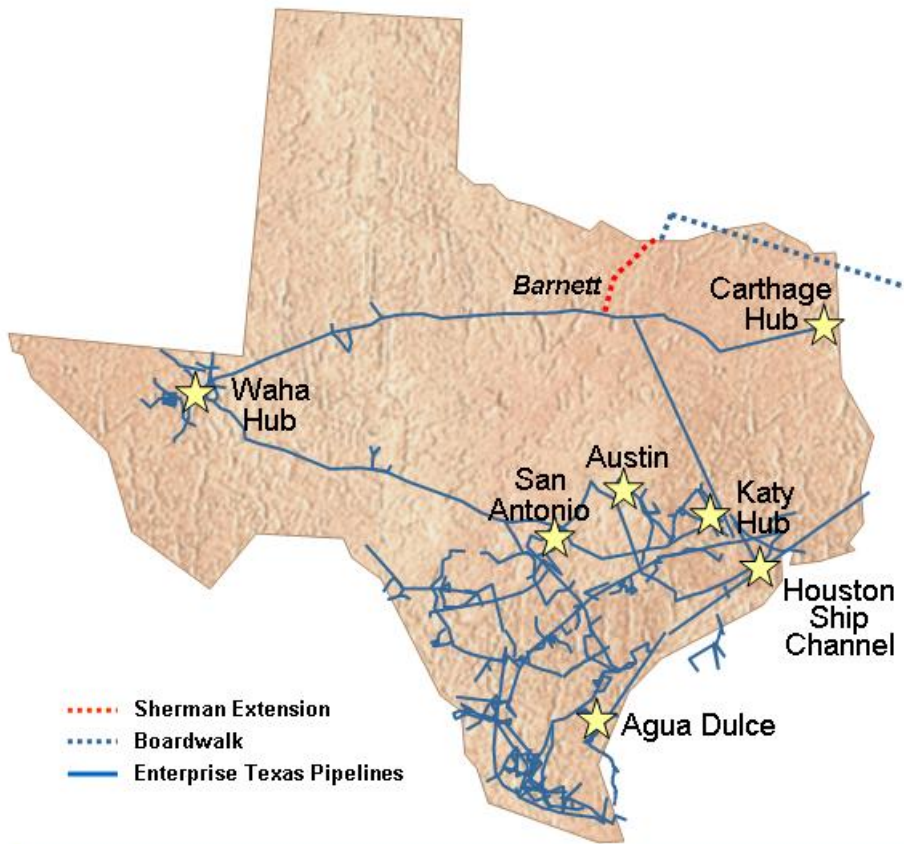 Barnett
Carthage
Hub
Waha
Hub
Austin
San
Antonio
Katy
Hub
Houston
Ship
Channel
Agua Dulce
Sherman Extension
Boardwalk
Enterprise Texas Pipelines